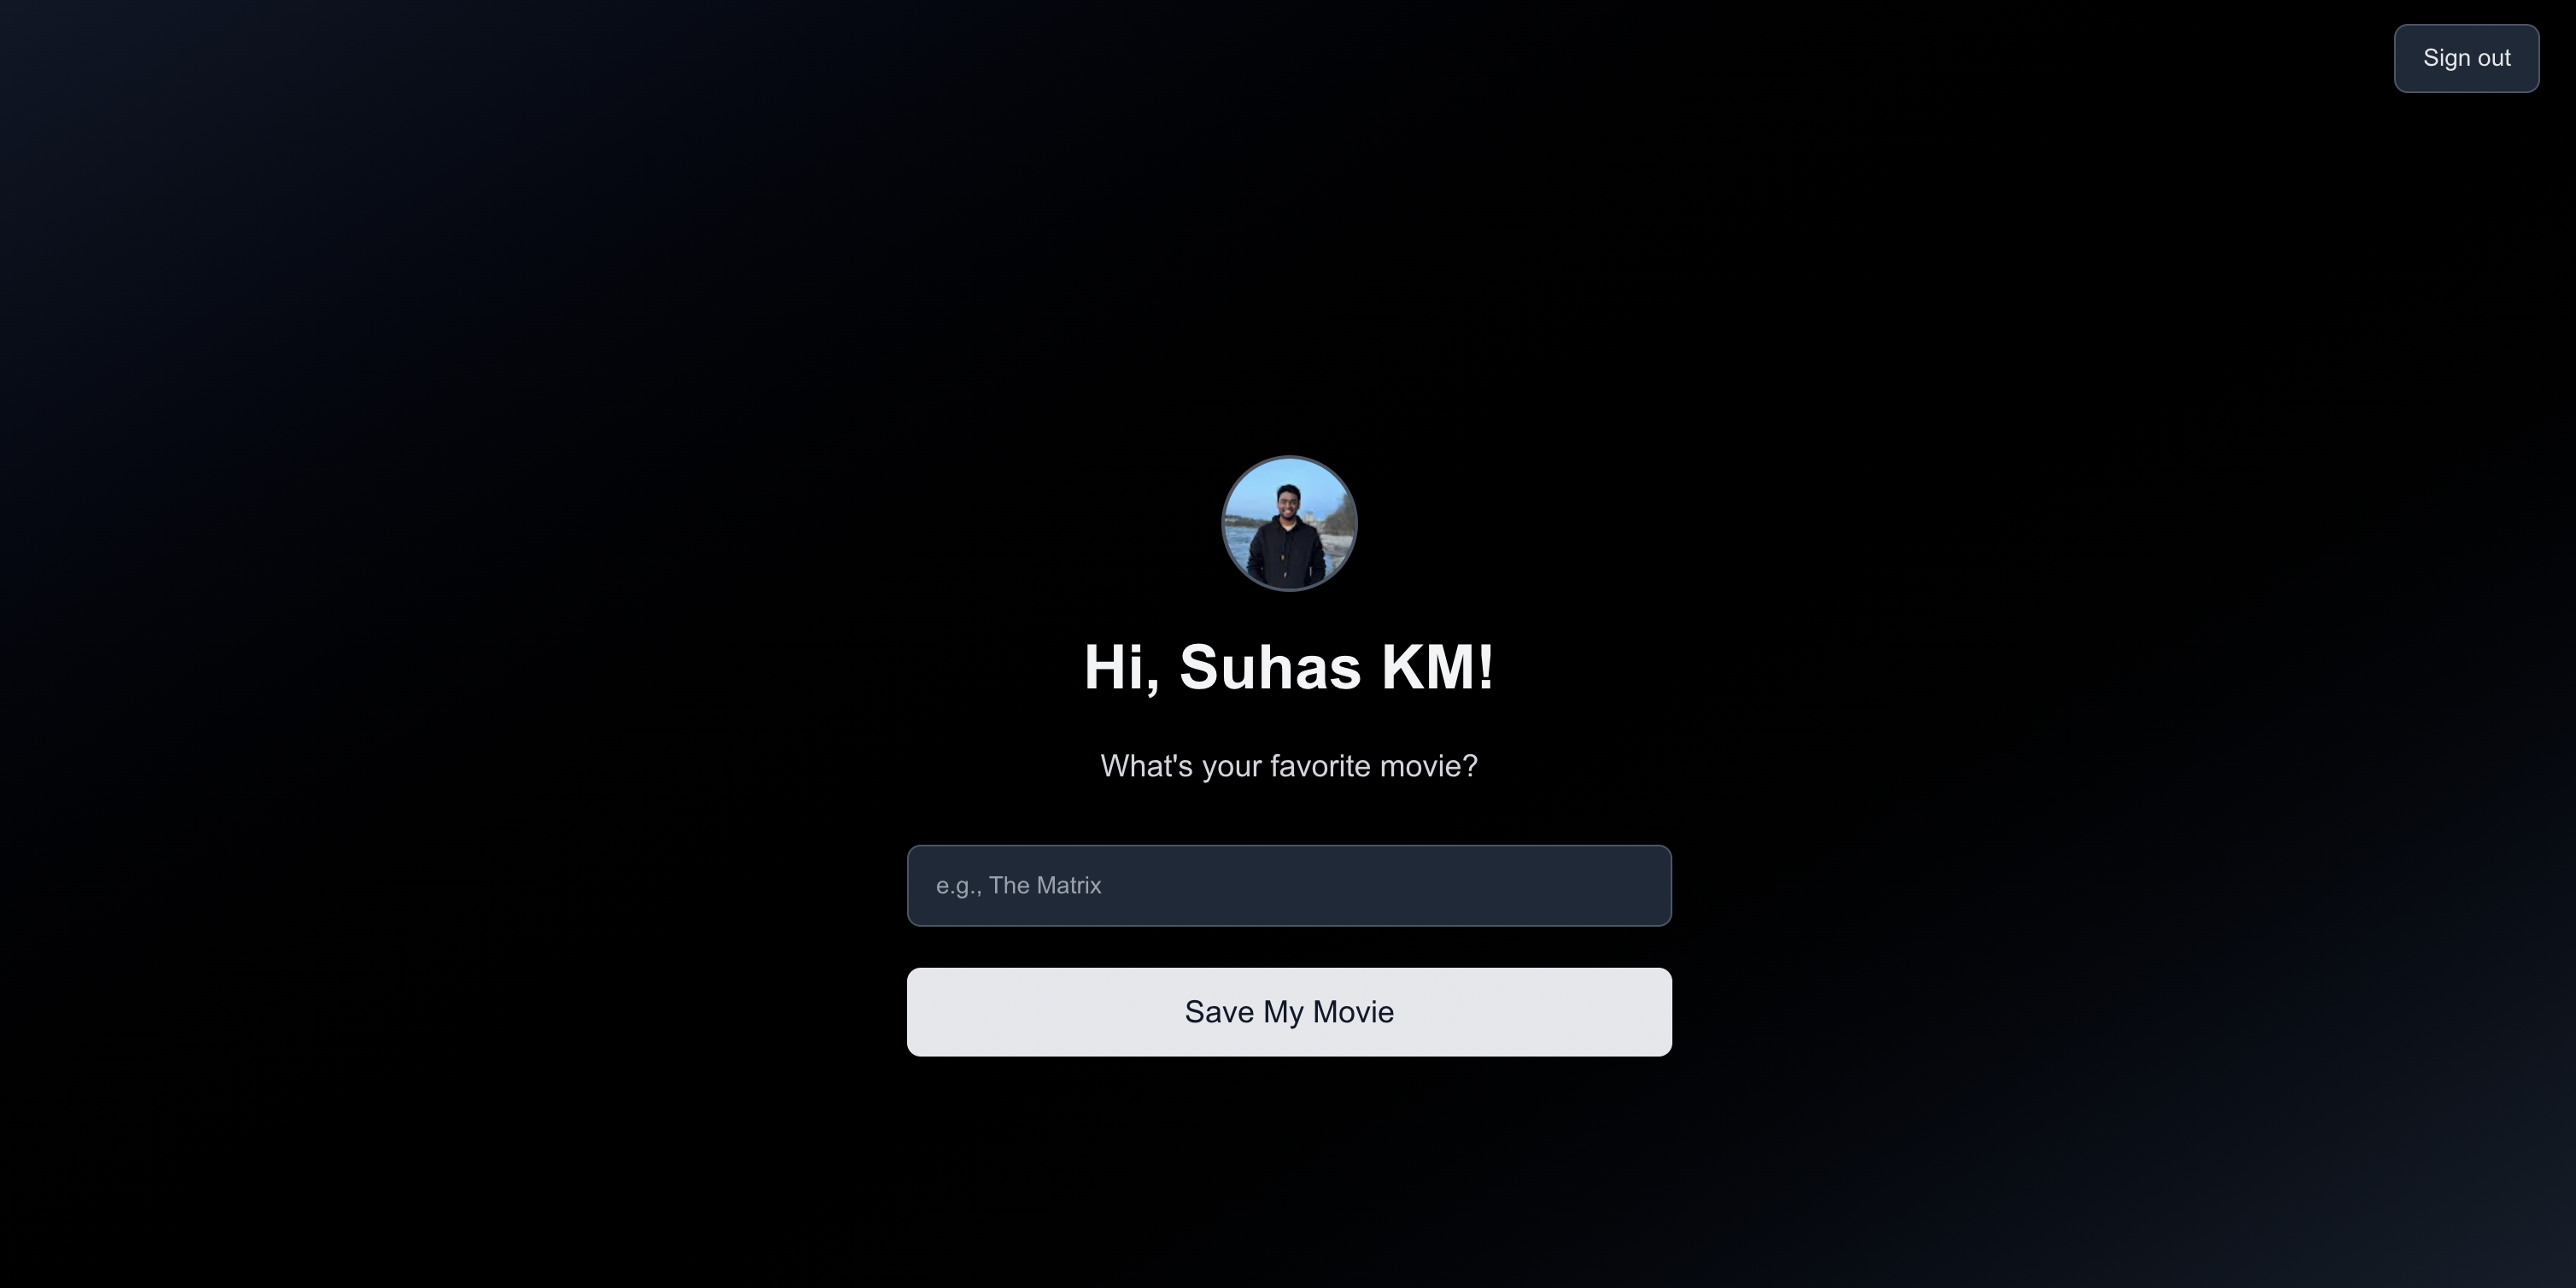 Sign out
Hi, Suhas KM!
What's your favorite movie?
e.g., The Matrix
Save My Movie